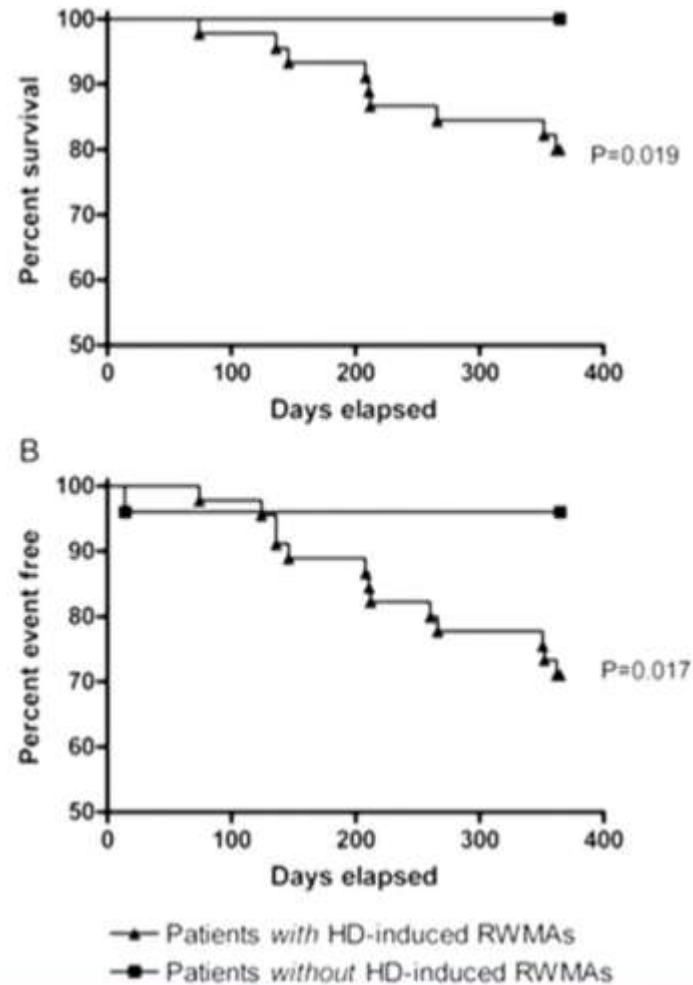 100
90
80
70
60
50
Percent survival
P=0.019
0 100 200 300 400
Days elapsed
B
100
90
80
70
60
50
Percent event free
P=0.017
0 100 200 300 400
Days elapsed
Patients with HD-induced RWMAs
Patients without HD-induced RWMAs